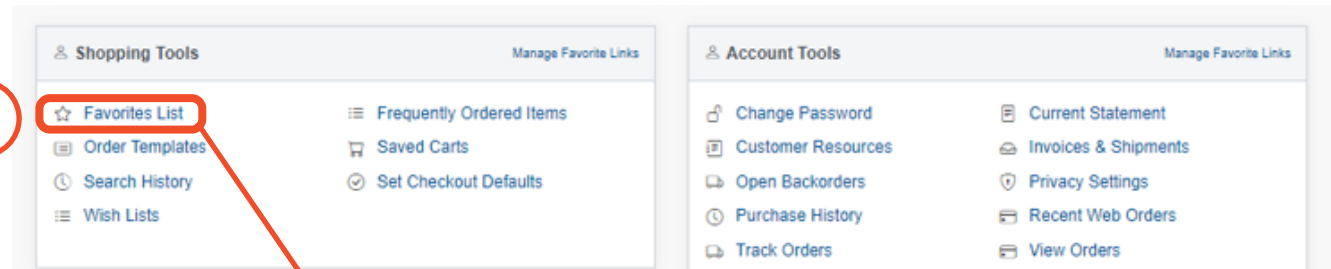 Shopping Tools
Manage Favorite Links
Favorites List
Frequently Ordered Items
Order Templates
Saved Carts
Search History
Set Checkout Defaults
Wish Lists
Account Tools
Manage Favorite Links
Change Password
Current Statement
Customer Resources
Invoices & Shipments
Open Backorders
Privacy Settings
Purchase History
Recent Web Orders
Track Orders
View Orders